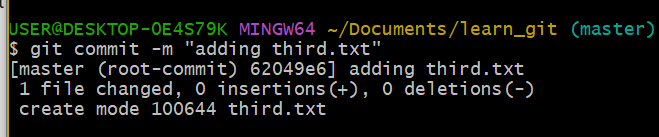 USER@DESKTOP-0E4S79K MINGW64 ~/Documents/learn_git (master)
$ git commit -m "adding third.txt"
[master (root-commit) 62049e6] adding third.txt
 1 file changed, 0 insertions(+), 0 deletions(-)
 create mode 100644 third.txt